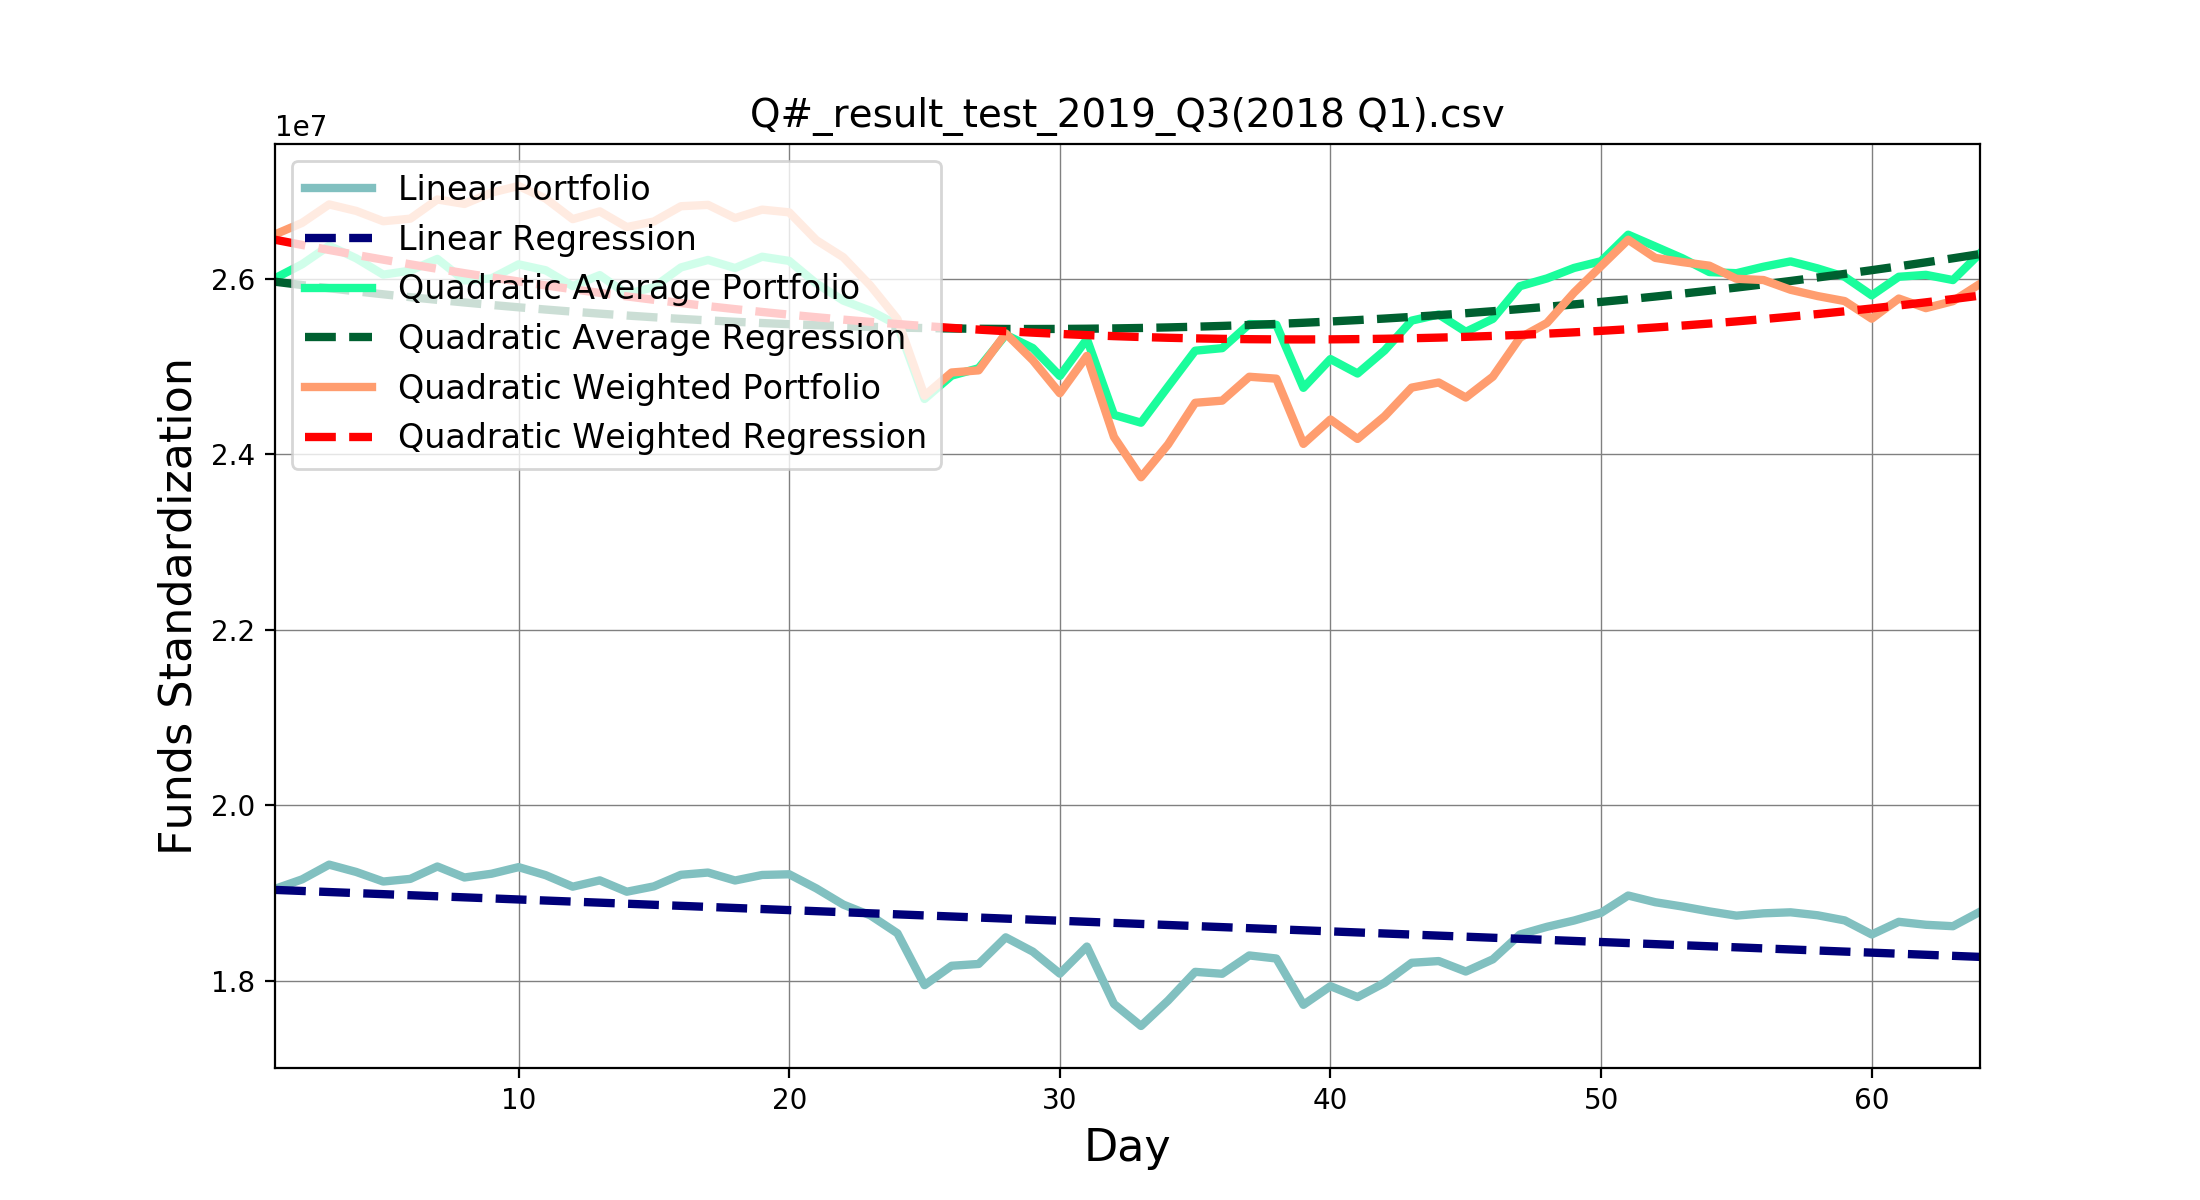 Q#_result_test_2019_Q3(2018 Q1).csv
1e7
Linear Portfolio
Linear Regression
Quadratic Average Portfolio
Quadratic Average Regression
Quadratic Weighted Portfolio
Quadratic Weighted Regression
Funds Standardization
2.6
2.4
2.2
2.0
1.8
10 20 30 40 50 60
Day